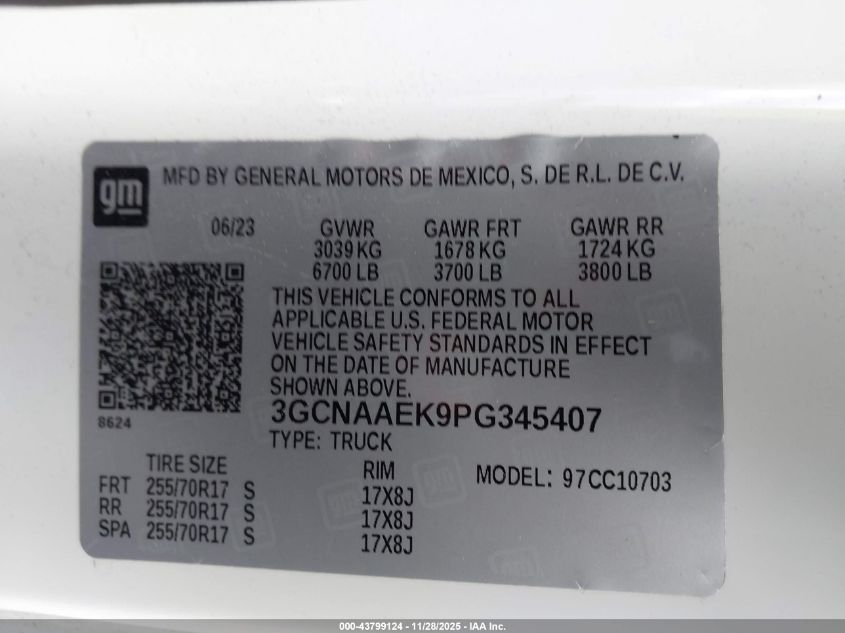 gm
MFD BY GENERAL MOTORS DE MEXICO, S. DE R.L. DE C.V.
06/23 GVWR GAWR FRT GAWR RR
3039 KG 1678 KG 1724 KG
6700 LB 3700 LB 3800 LB
THIS VEHICLE CONFORMS TO ALL
APPLICABLE U.S. FEDERAL MOTOR
VEHICLE SAFETY STANDARDS IN EFFECT
ON THE DATE OF MANUFACTURE
SHOWN ABOVE.
8624
3GCNAAEK9PG345407
TYPE: TRUCK
TIRE SIZE RIM MODEL: 97CC10703
FRT 255/70R17 S 17X8J
RR 255/70R17 S 17X8J
SPA 255/70R17 S 17X8J
000-43799124 - 11/28/2025 - IAA Inc.